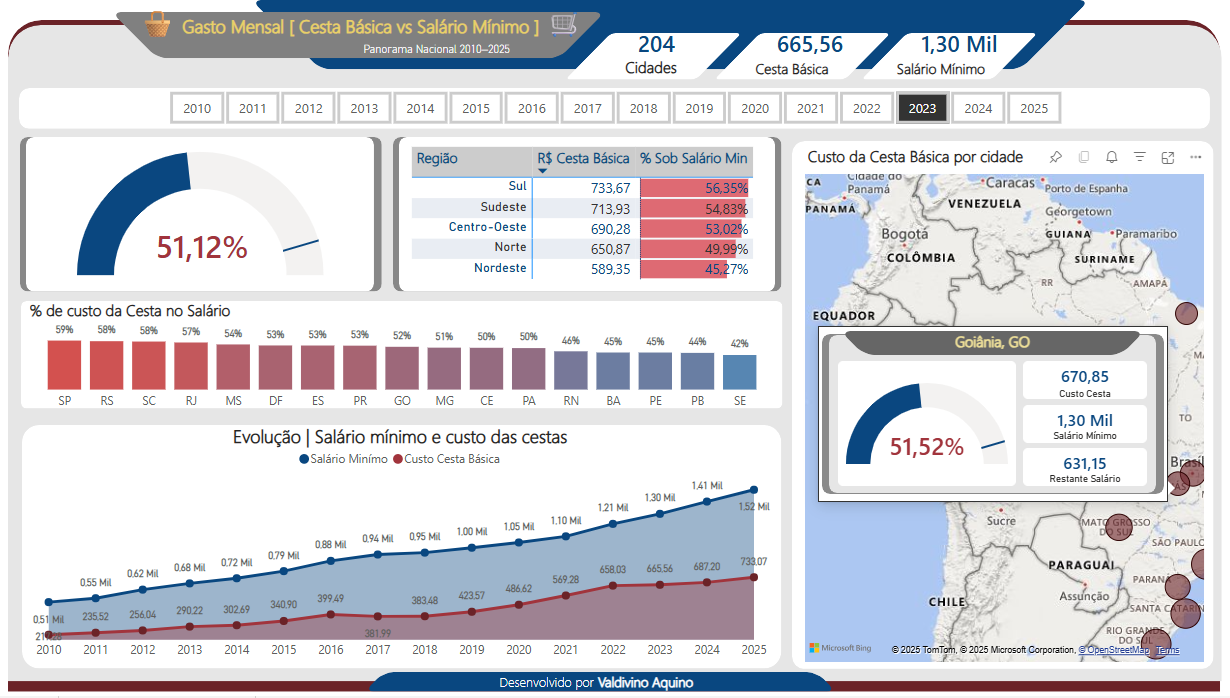 Gasto Mensal [ Cesta Básica vs Salário Mínimo ]
Panorama Nacional 2010–2025
204
Cidades
665,56
Cesta Básica
1,30 Mil
Salário Mínimo
2010 2011 2012 2013 2014 2015 2016 2017 2018 2019 2020 2021 2022 2023 2024 2025
51,12%
Região R$ Cesta Básica % Sob Salário Min
Sul 733,67 56,35%
Sudeste 713,93 54,83%
Centro-Oeste 690,28 53,02%
Norte 650,87 49,99%
Nordeste 589,35 45,27%
% de custo da Cesta no Salário
59% 58% 58% 57% 54% 53% 53% 53% 52% 51% 50% 50% 46% 45% 45% 44% 42%
SP RS SC RJ MS DF ES PR GO MG CE PA RN BA PE PB SE
Evolução | Salário mínimo e custo das cestas
Salário Minímo Custo Cesta Básica
0,51 Mil 0,55 Mil 0,62 Mil 0,68 Mil 0,72 Mil 0,79 Mil 0,88 Mil 0,94 Mil 0,95 Mil 1,00 Mil 1,05 Mil 1,10 Mil 1,21 Mil 1,30 Mil 1,41 Mil 1,52 Mil
235,52 256,04 290,22 302,69 340,90 399,49 381,99 383,48 423,57 486,62 569,28 658,03 665,56 687,20 733,07
2010 2011 2012 2013 2014 2015 2016 2017 2018 2019 2020 2021 2022 2023 2024 2025
Custo da Cesta Básica por cidade
CA
Cidade do
Panamá
PANAMÁ
Caracas
Porto de Espanha
VENEZUELA
Georgetown
Bogotá
GUIANA
Paramaribo
COLÔMBIA
SURINAME
RR
AMAPÁ
EQUADOR
Goiânia, GO
51,52%
670,85
Custo Cesta
1,30 Mil
Salário Mínimo
631,15
Restante Salário
TO
Sucre
MATO GROSSO
DO SUL
SÃO PAULO
PARAGUAI
PARANÁ
Assunção
CHILE
SANTA CATARIN
RIO GRANDE
DO SUL
Microsoft Bing
© 2025 TomTom, © 2025 Microsoft Corporation, © OpenStreetMap Terms
Desenvolvido por Valdivino Aquino